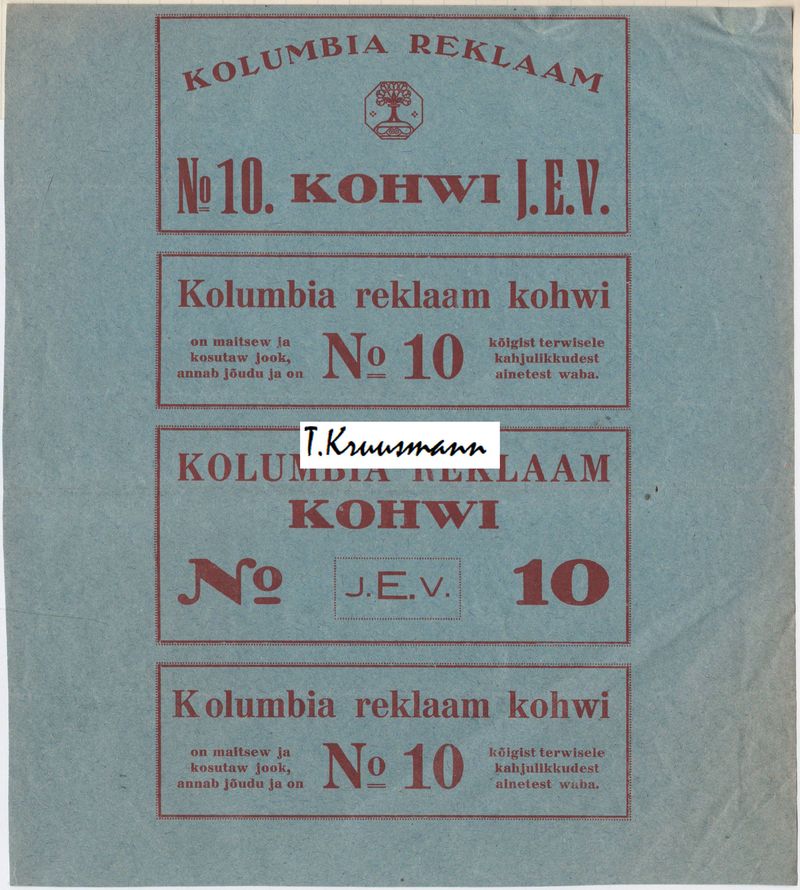 KOLUMBIA REKLAAM
No 10. KOHWI J.E.V.
Kolumbia reklaam kohwi
on maitsew ja
kosutaw jook,
annab jõudu ja on
No 10
kõigist terwisele
kahjulikkudest
ainetest waba.
T.Kruusmann
KOLUMBIA REKLAAM
KOHWI
No J.E.V. 10
Kolumbia reklaam kohwi
on maitsew ja
kosutaw jook,
annab jõudu ja on
No 10
kõigist terwisele
kahjulikkudest
ainetest waba.